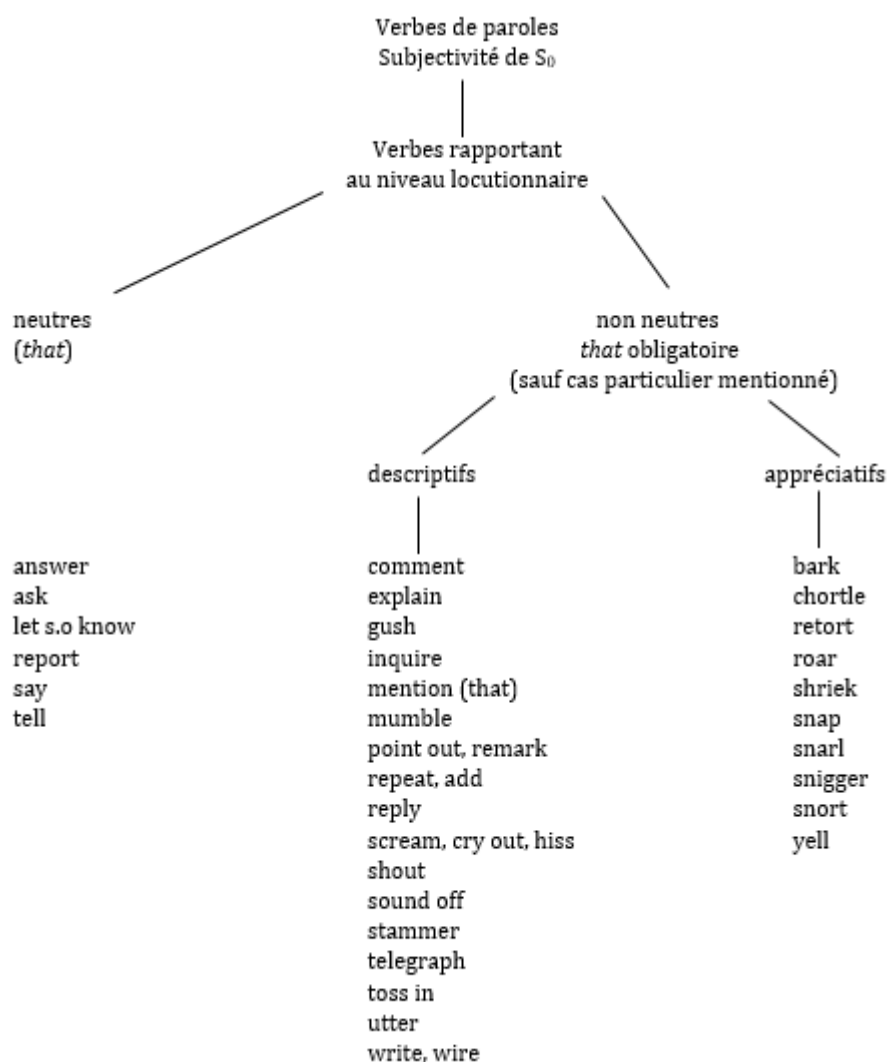 Verbes de paroles
Subjectivité de S₀
Verbes rapportant
au niveau locutionnaire
neutres
(that)
non neutres
that obligatoire
(sauf cas particulier mentionné)
descriptifs
appréciatifs
answer
ask
let s.o know
report
say
tell
comment
explain
gush
inquire
mention (that)
mumble
point out, remark
repeat, add
reply
scream, cry out, hiss
shout
sound off
stammer
telegraph
toss in
utter
write, wire
bark
chortle
retort
roar
shriek
snap
snarl
snigger
snort
yell